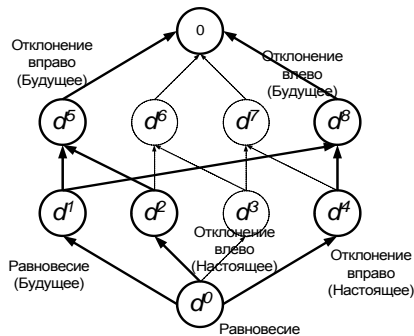 Отклонение
вправо
(Будущее)
0
Отклонение
влево
(Будущее)
d⁵
d⁶
d⁷
d⁸
d¹
d²
d³
d⁴
Равновесие
(Будущее)
Отклонение
влево
(Настоящее)
Отклонение
вправо
(Настоящее)
d⁰
Равновесие